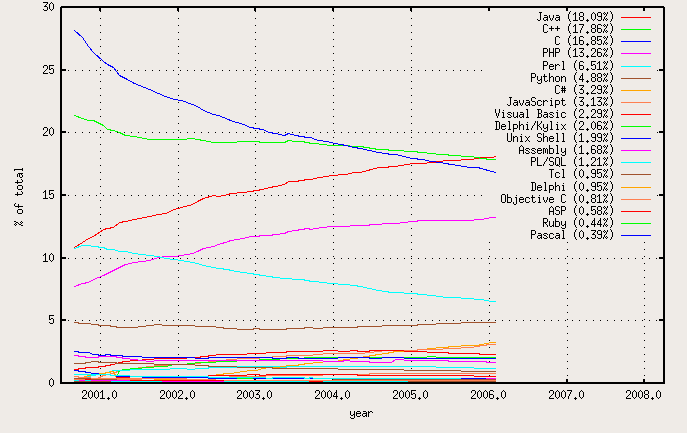 30
25
20
15
10
5
0
% of total
Java (18.09%)
C++ (17.86%)
C (16.85%)
PHP (13.26%)
Perl (6.51%)
Python (4.88%)
C# (3.29%)
JavaScript (3.13%)
Visual Basic (2.29%)
Delphi/Kylix (2.06%)
Unix Shell (1.99%)
Assembly (1.68%)
PL/SQL (1.21%)
Tcl (0.95%)
Delphi (0.95%)
Objective C (0.81%)
ASP (0.58%)
Ruby (0.44%)
Pascal (0.39%)
2001.0 2002.0 2003.0 2004.0 2005.0 2006.0 2007.0 2008.0
year